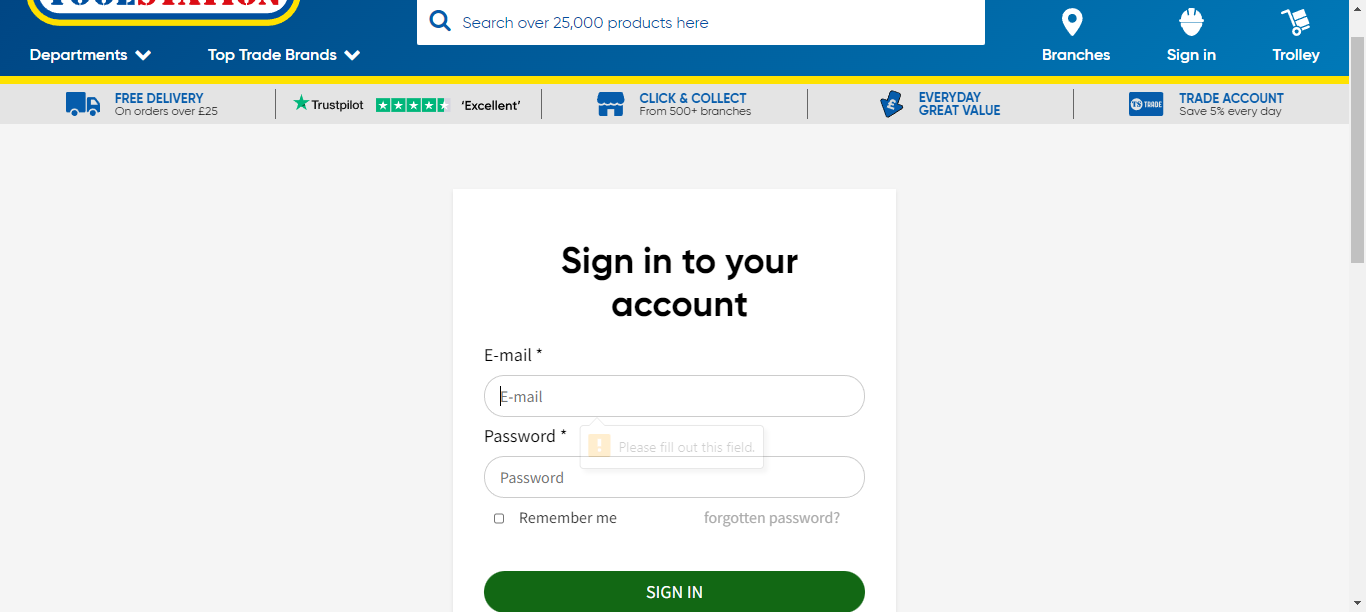 TOOLSTATION
Search over 25,000 products here
Departments
Top Trade Brands
Branches
Sign in
Trolley
FREE DELIVERY
On orders over £25
Trustpilot
'Excellent'
CLICK & COLLECT
From 500+ branches
£
EVERYDAY
GREAT VALUE
TS TRADE
TRADE ACCOUNT
Save 5% every day
Sign in to your
account
E-mail *
E-mail
Password *
! Please fill out this field.
Password
Remember me
forgotten password?
SIGN IN